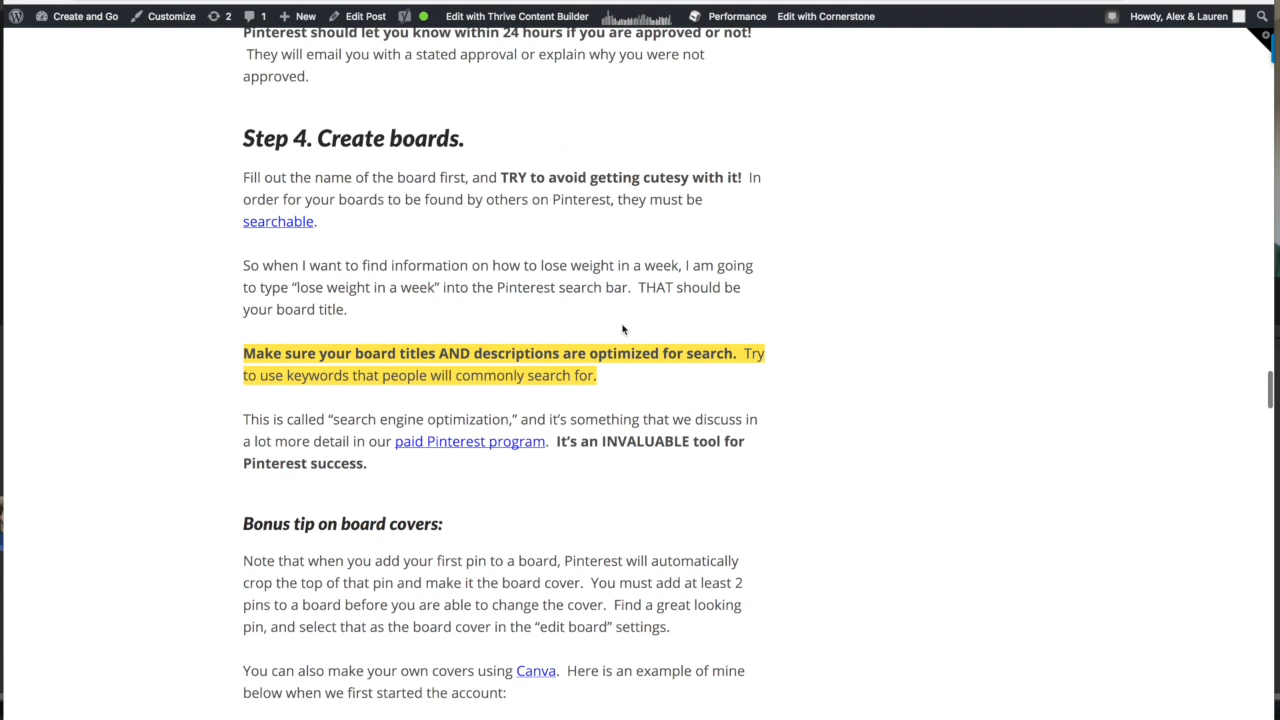 Create and Go Customize 2 1 New Edit Post Edit with Thrive Content Builder Performance Edit with Cornerstone Howdy, Alex & Lauren
Pinterest should let you know within 24 hours if you are approved or not!
They will email you with a stated approval or explain why you were not
approved.
Step 4. Create boards.
Fill out the name of the board first, and TRY to avoid getting cutesy with it! In
order for your boards to be found by others on Pinterest, they must be
searchable.
So when I want to find information on how to lose weight in a week, I am going
to type “lose weight in a week” into the Pinterest search bar. THAT should be
your board title.
Make sure your board titles AND descriptions are optimized for search. Try
to use keywords that people will commonly search for.
This is called “search engine optimization,” and it’s something that we discuss in
a lot more detail in our paid Pinterest program. It’s an INVALUABLE tool for
Pinterest success.
Bonus tip on board covers:
Note that when you add your first pin to a board, Pinterest will automatically
crop the top of that pin and make it the board cover. You must add at least 2
pins to a board before you are able to change the cover. Find a great looking
pin, and select that as the board cover in the “edit board” settings.
You can also make your own covers using Canva. Here is an example of mine
below when we first started the account: